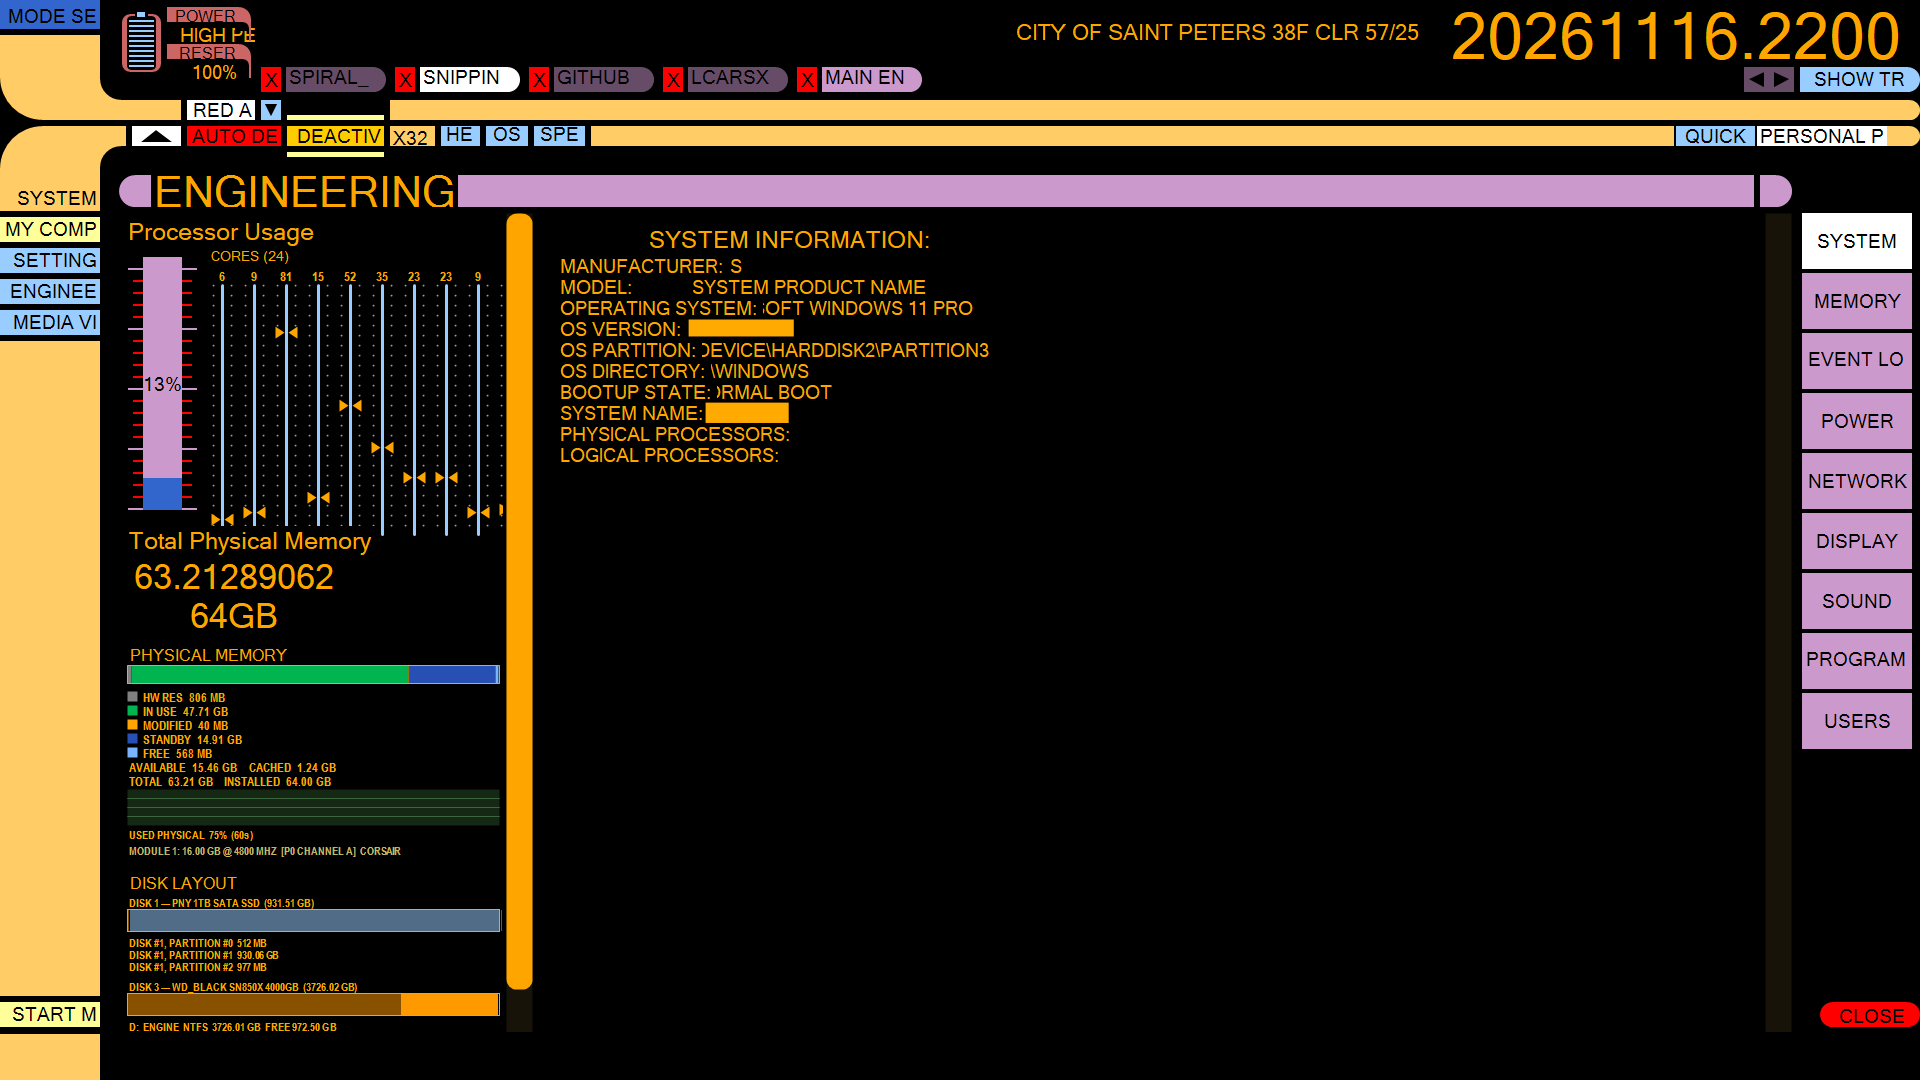 MODE SE
POWER
HIGH PE
RESER
100%
CITY OF SAINT PETERS 38F CLR 57/25
20261116.2200
X SPIRAL_
X SNIPPIN
X GITHUB
X LCARSX
X MAIN EN
SHOW TR
RED A
AUTO DE
DEACTIV
X32
HE
OS
SPE
QUICK
PERSONAL P
SYSTEM
MY COMP
SETTING
ENGINEE
MEDIA VI
START M
ENGINEERING
Processor Usage
CORES (24)
6 9 81 15 52 35 23 23 9
13%
Total Physical Memory
63.21289062
64GB
PHYSICAL MEMORY
HW RES 806 MB
IN USE 47.71 GB
MODIFIED 40 MB
STANDBY 14.91 GB
FREE 568 MB
AVAILABLE 15.46 GB CACHED 1.24 GB
TOTAL 63.21 GB INSTALLED 64.00 GB
USED PHYSICAL 75% (60s)
MODULE 1: 16.00 GB @ 4800 MHZ [P0 CHANNEL A] CORSAIR
DISK LAYOUT
DISK 1 — PNY 1TB SATA SSD (931.51 GB)
DISK #1, PARTITION #0 512 MB
DISK #1, PARTITION #1 930.06 GB
DISK #1, PARTITION #2 977 MB
DISK 3 — WD_BLACK SN850X 4000GB (3726.02 GB)
D: ENGINE NTFS 3726.01 GB FREE 972.50 GB
SYSTEM INFORMATION:
MANUFACTURER: S
MODEL: SYSTEM PRODUCT NAME
OPERATING SYSTEM: OFT WINDOWS 11 PRO
OS VERSION:
OS PARTITION: DEVICE\HARDDISK2\PARTITION3
OS DIRECTORY: \WINDOWS
BOOTUP STATE: ORMAL BOOT
SYSTEM NAME:
PHYSICAL PROCESSORS:
LOGICAL PROCESSORS:
SYSTEM
MEMORY
EVENT LO
POWER
NETWORK
DISPLAY
SOUND
PROGRAM
USERS
CLOSE